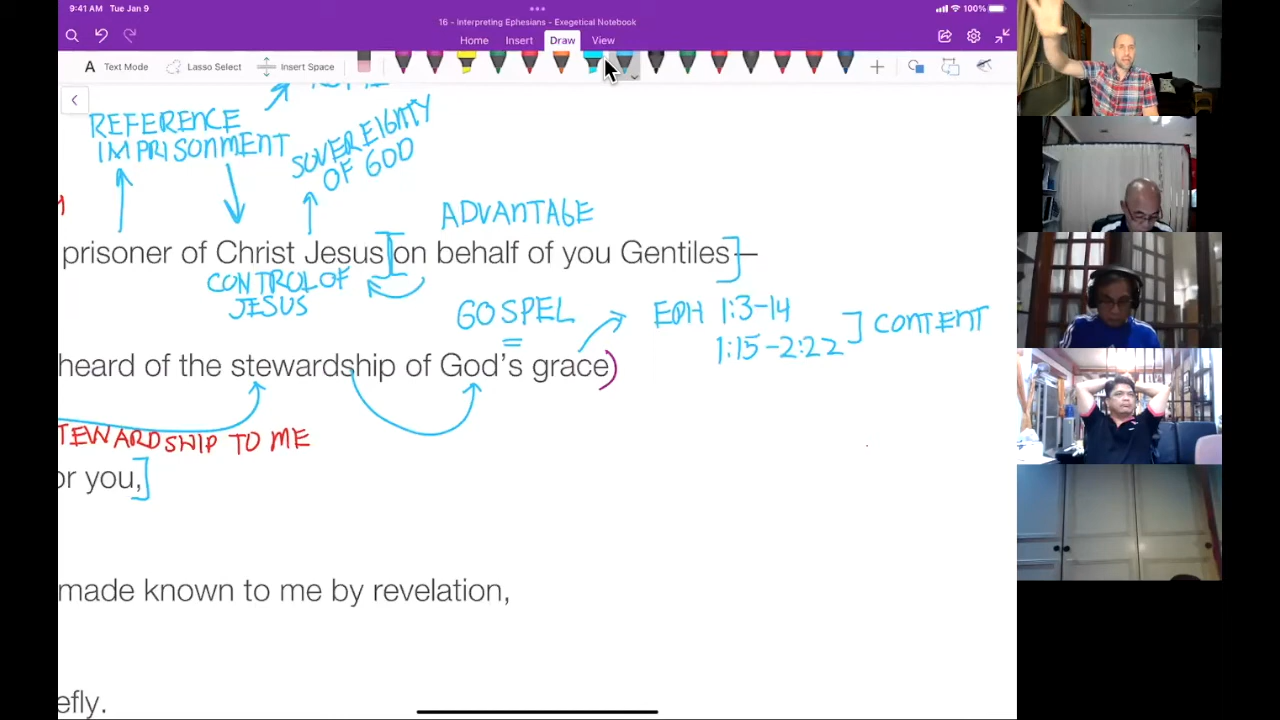 9:41 AM Tue Jan 9
100%
16 - Interpreting Ephesians - Exegetical Notebook
Home Insert Draw View
A Text Mode Lasso Select Insert Space
REFERENCE
IMPRISONMENT
SOVEREIGNTY
OF GOD
ADVANTAGE
prisoner of Christ Jesus on behalf of you Gentiles—
CONTROL OF
JESUS
GOSPEL
EPH 1:3-14
1:15-2:22
CONTENT
heard of the stewardship of God's grace)
TEWARDSHIP TO ME
or you,
made known to me by revelation,
efly.